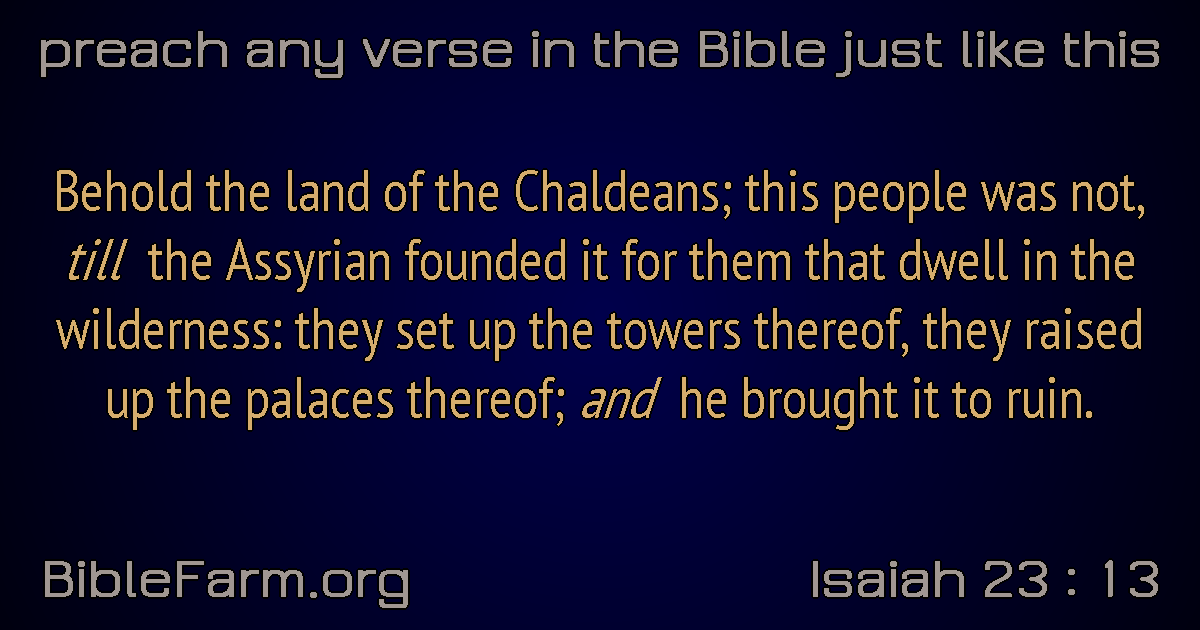 preach any verse in the Bible just like this
Behold the land of the Chaldeans; this people was not,
till the Assyrian founded it for them that dwell in the
wilderness: they set up the towers thereof, they raised
up the palaces thereof; and he brought it to ruin.
BibleFarm.org
Isaiah 23 : 13